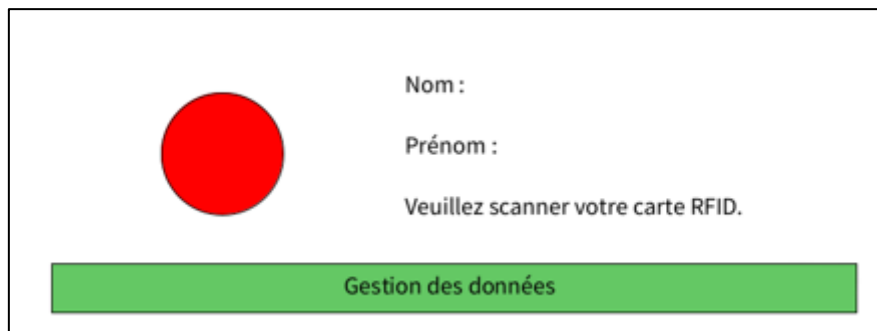 Nom :
Prénom :
Veuillez scanner votre carte RFID.
Gestion des données